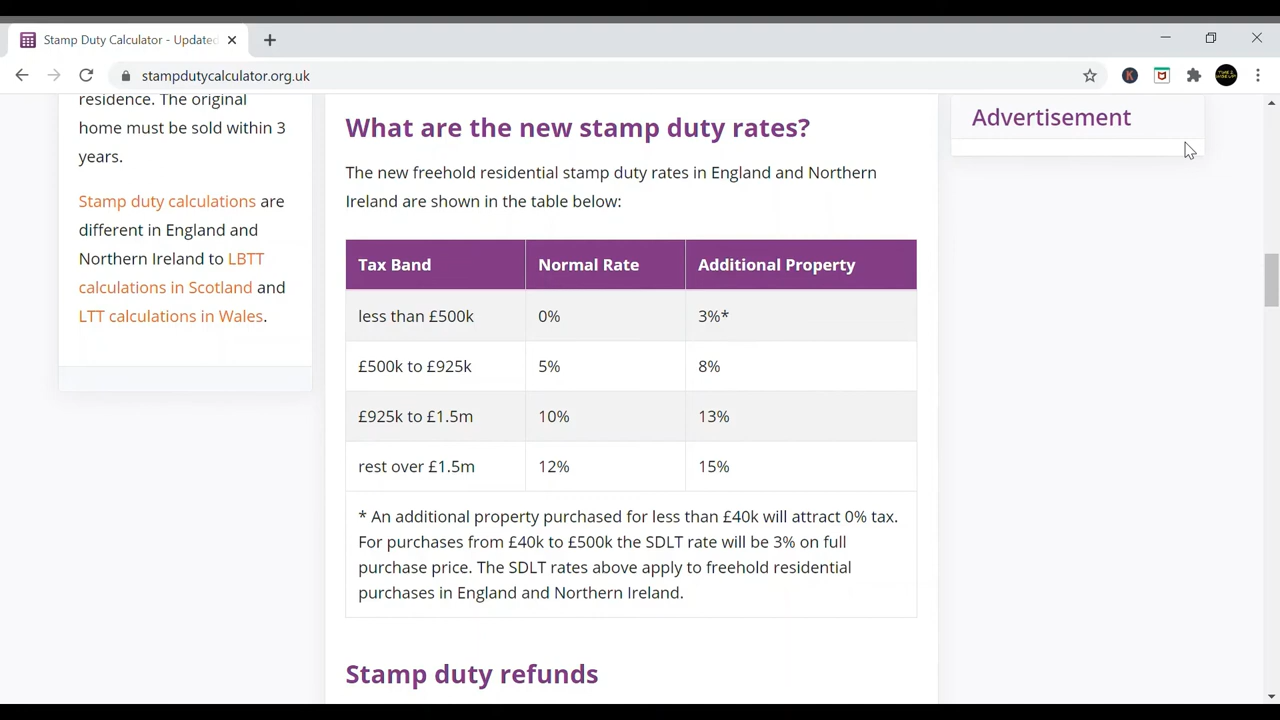 Stamp Duty Calculator - Updated
stampdutycalculator.org.uk
residence. The original
home must be sold within 3
years.
Stamp duty calculations are
different in England and
Northern Ireland to LBTT
calculations in Scotland and
LTT calculations in Wales.
What are the new stamp duty rates?
The new freehold residential stamp duty rates in England and Northern
Ireland are shown in the table below:
Tax Band Normal Rate Additional Property
less than £500k 0% 3%*
£500k to £925k 5% 8%
£925k to £1.5m 10% 13%
rest over £1.5m 12% 15%
* An additional property purchased for less than £40k will attract 0% tax.
For purchases from £40k to £500k the SDLT rate will be 3% on full
purchase price. The SDLT rates above apply to freehold residential
purchases in England and Northern Ireland.
Stamp duty refunds
Advertisement